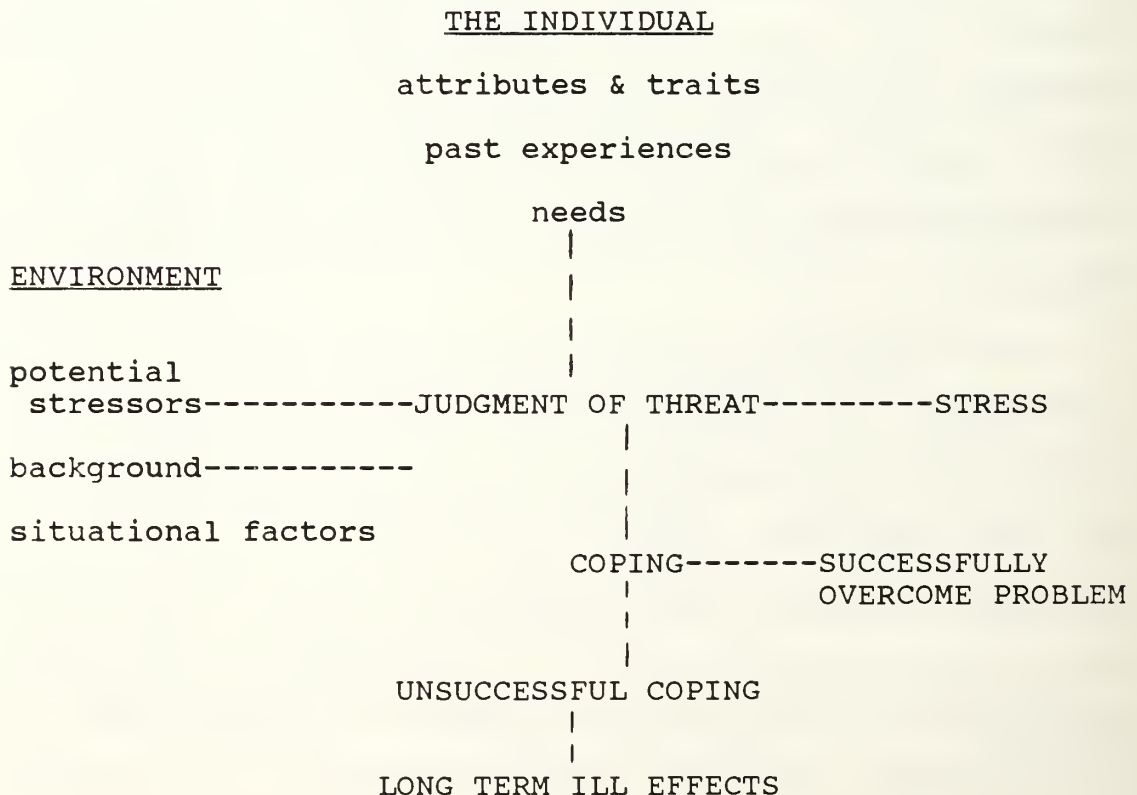 THE INDIVIDUAL
attributes & traits
past experiences
needs
ENVIRONMENT
potential
stressors-----------JUDGMENT OF THREAT---------STRESS
background-----------
situational factors
COPING-------SUCCESSFULLY
OVERCOME PROBLEM
UNSUCCESSFUL COPING
LONG TERM ILL EFFECTS